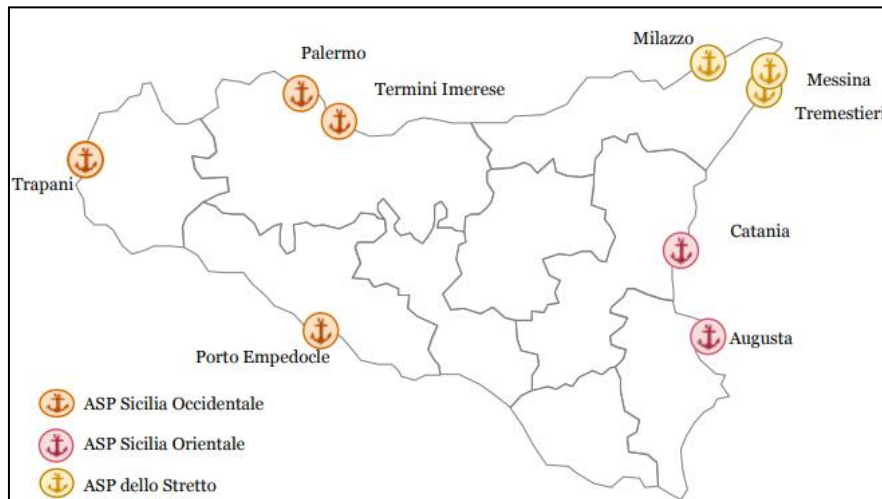 Milazzo
Palermo
Messina
Termini Imerese
Tremestieri
Trapani
Catania
Porto Empedocle
Augusta
ASP Sicilia Occidentale
ASP Sicilia Orientale
ASP dello Stretto